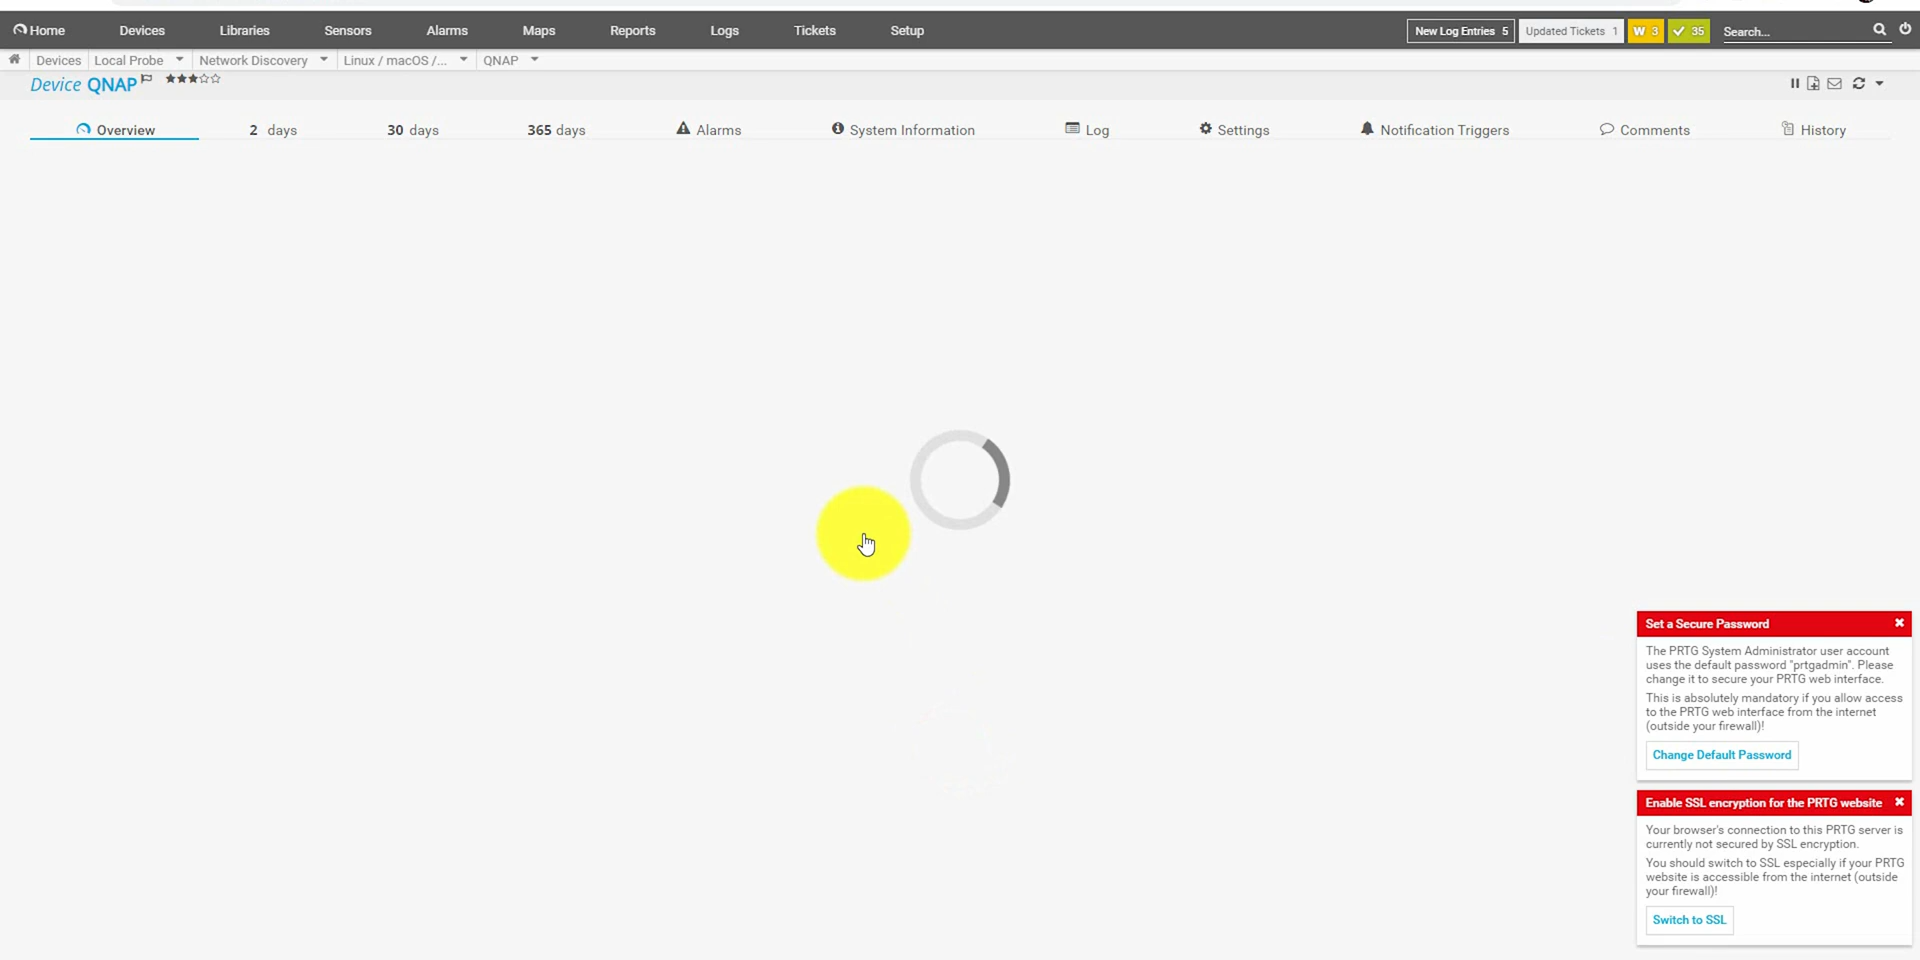 Home Devices Libraries Sensors Alarms Maps Reports Logs Tickets Setup New Log Entries 5 Updated Tickets 1 W 3 35 Search...
Devices Local Probe Network Discovery Linux / macOS /... QNAP
Device QNAP
Overview 2 days 30 days 365 days Alarms System Information Log Settings Notification Triggers Comments History
Set a Secure Password
The PRTG System Administrator user account
uses the default password "prtgadmin". Please
change it to secure your PRTG web interface.
This is absolutely mandatory if you allow access
to the PRTG web interface from the internet
(outside your firewall)!
Change Default Password
Enable SSL encryption for the PRTG website
Your browser's connection to this PRTG server is
currently not secured by SSL encryption.
You should switch to SSL especially if your PRTG
website is accessible from the internet (outside
your firewall)!
Switch to SSL